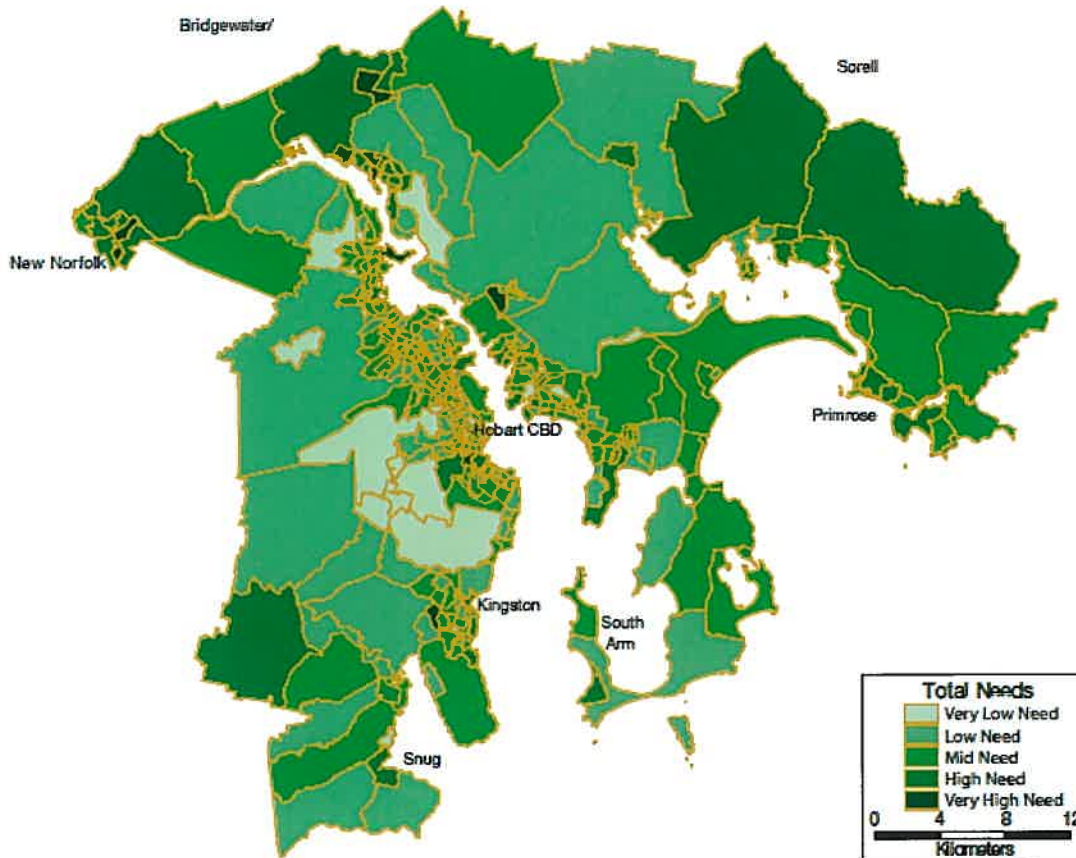 Bridgewater/
Sorell
New Norfolk
Primrose
Hobart CBD
Kingston
South
Arm
Snug
Total Needs
Very Low Need
Low Need
Mid Need
High Need
Very High Need
0 4 8 12
Kilometers